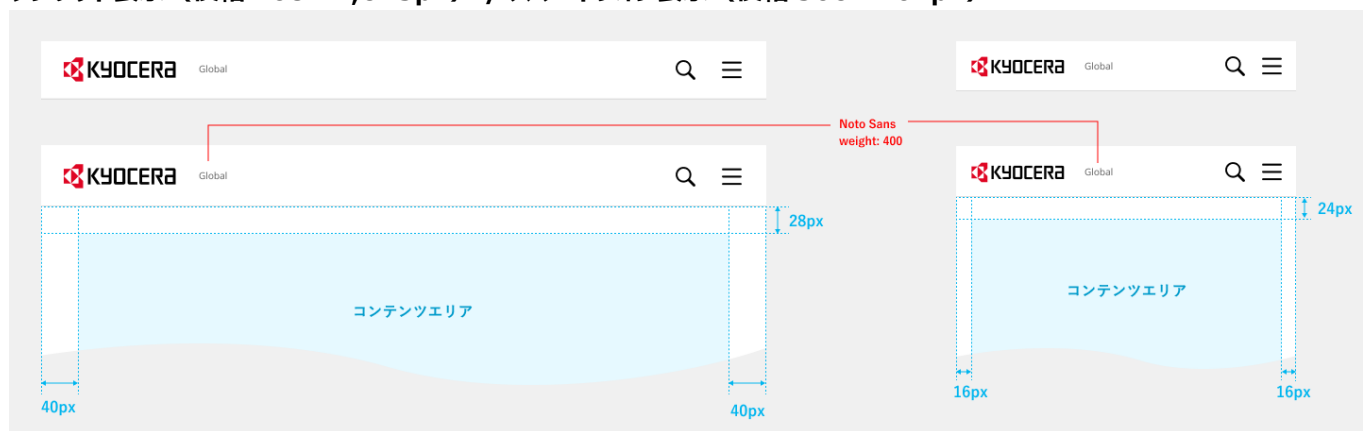 KYOCERA Global
KYOCERA Global
Noto Sans
weight: 400
KYOCERA Global
KYOCERA Global
28px
24px
コンテンツエリア
コンテンツエリア
40px
40px
16px
16px